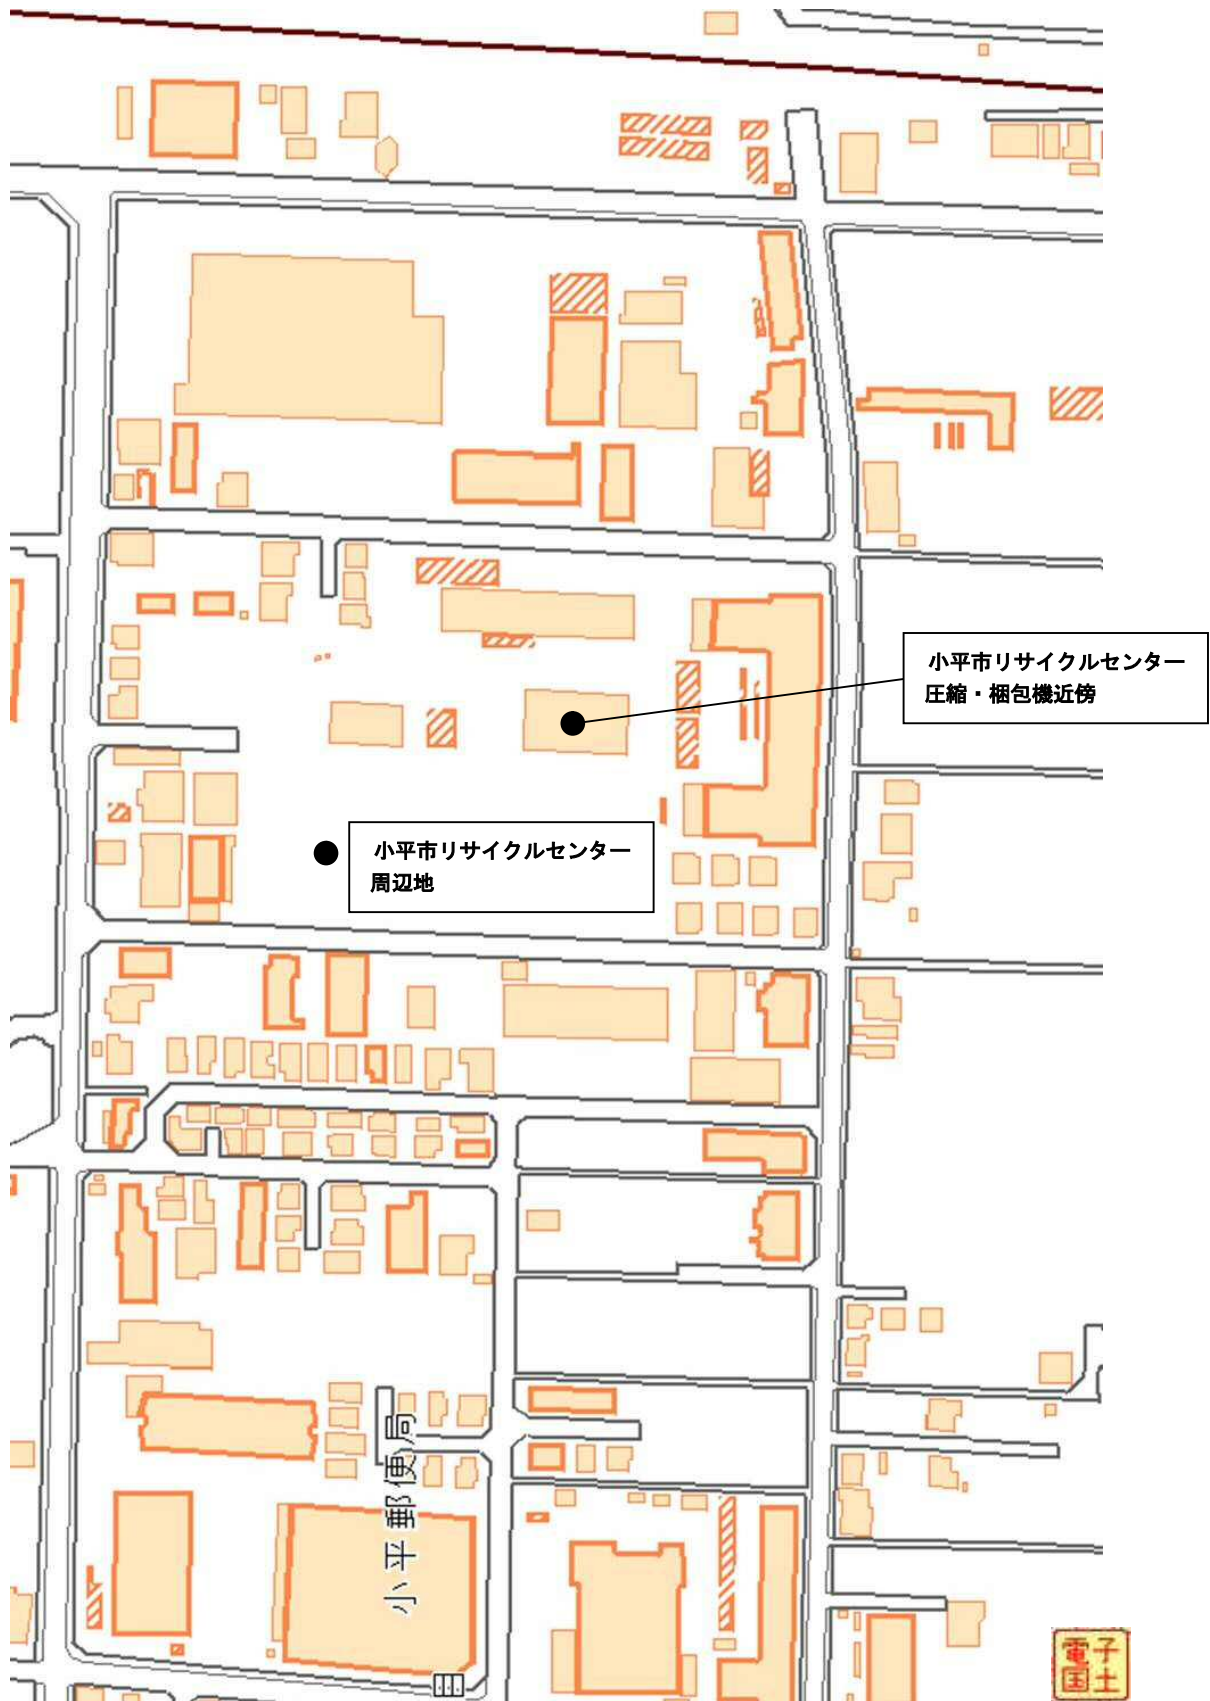 小平市リサイクルセンター
圧縮・梱包機近傍
小平市リサイクルセンター
周辺地
小平郵便局
電子
国土